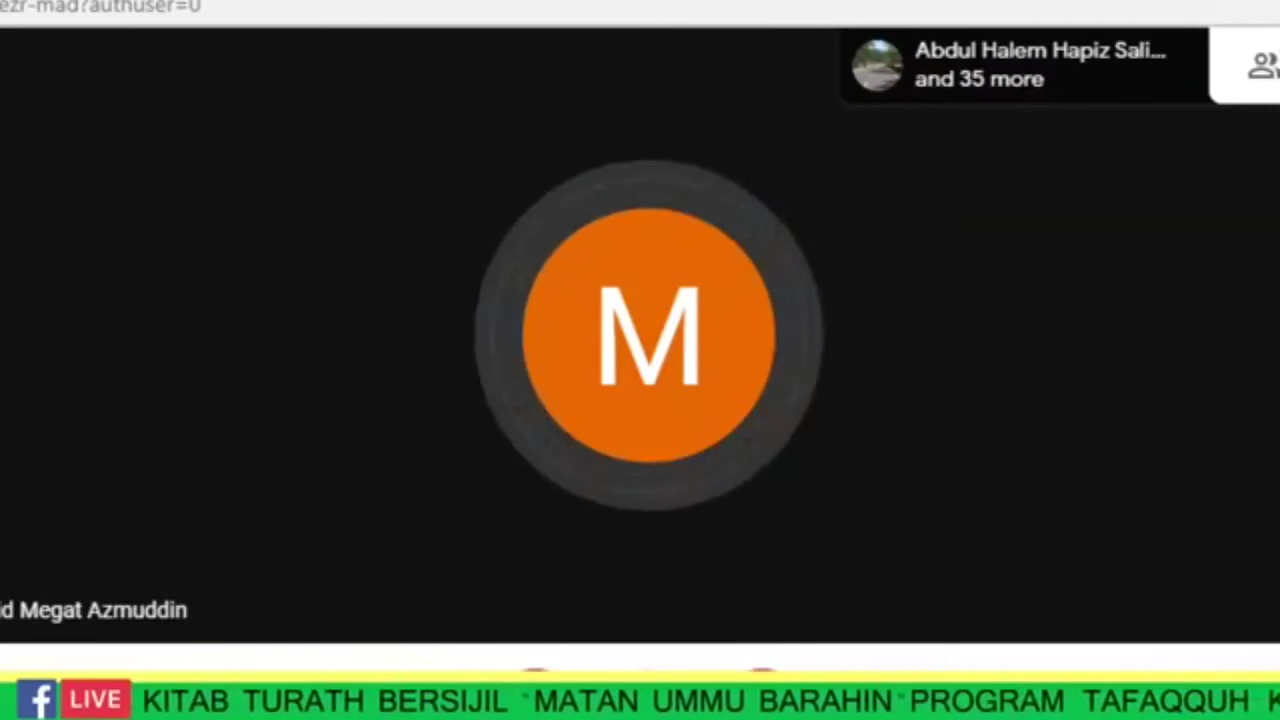 ezr-mad?authuser=0
Abdul Halem Hapiz Sali...
and 35 more
M
id Megat Azmuddin
f LIVE KITAB TURATH BERSIJIL "MATAN UMMU BARAHIN" PROGRAM TAFAQQUH K